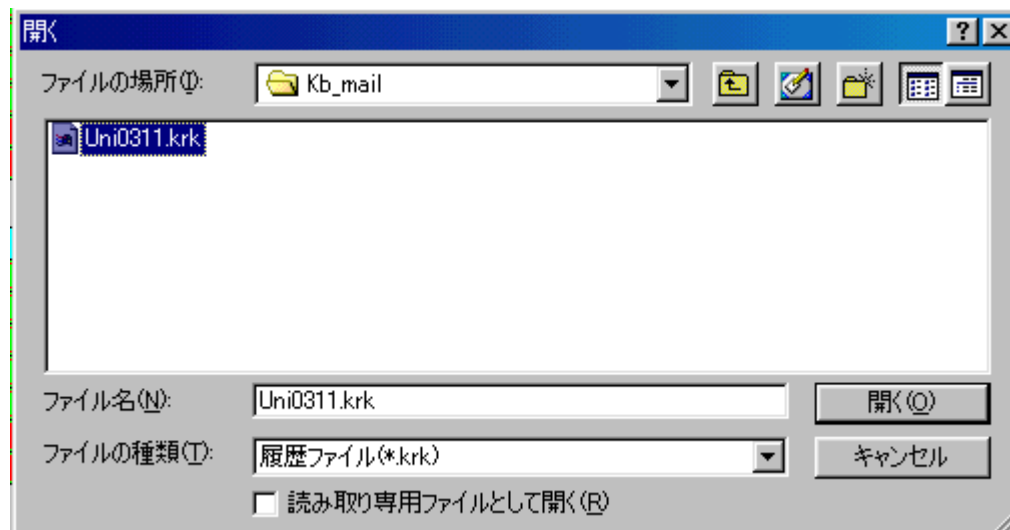 開く
ファイルの場所(I): Kb_mail
Uni0311.krk
ファイル名(N): Uni0311.krk 開く(O)
ファイルの種類(T): 履歴ファイル(*.krk) キャンセル
読み取り専用ファイルとして開く(R)